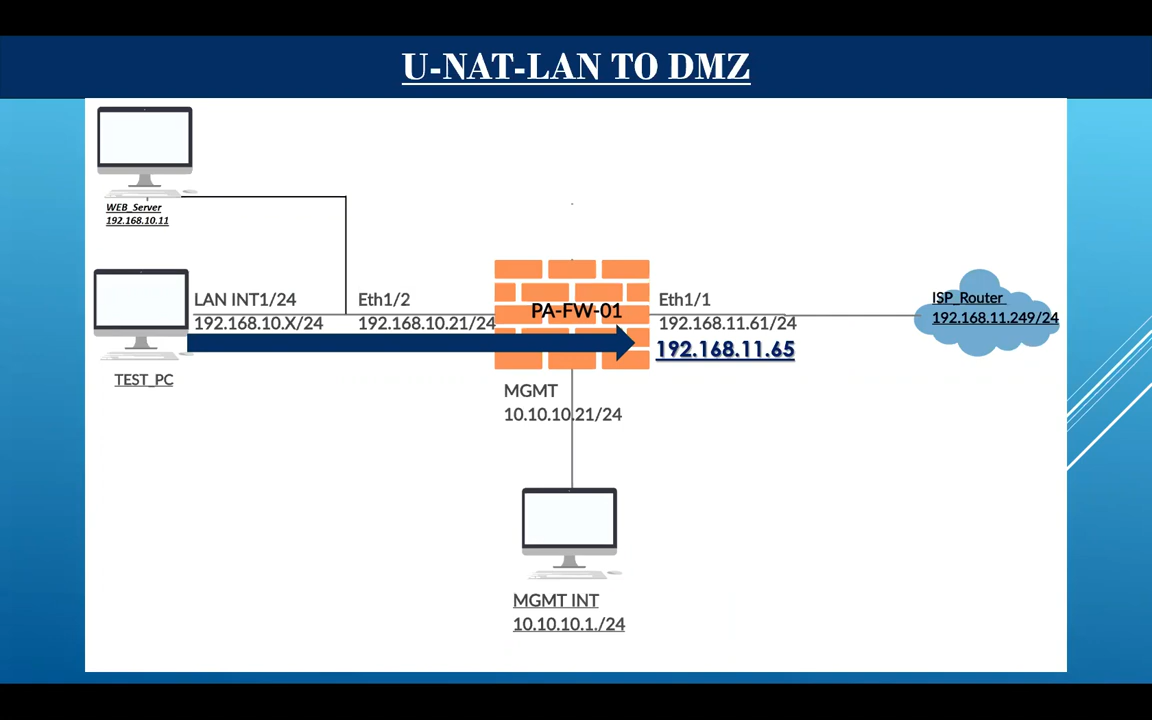 U-NAT-LAN TO DMZ
WEB_Server
192.168.10.11
LAN INT1/24
192.168.10.X/24
Eth1/2
192.168.10.21/24
PA-FW-01
Eth1/1
192.168.11.61/24
192.168.11.65
ISP_Router
192.168.11.249/24
TEST_PC
MGMT
10.10.10.21/24
MGMT INT
10.10.10.1./24